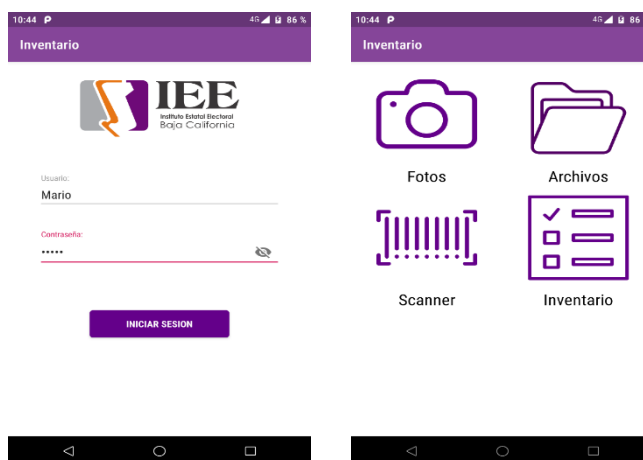 10:44 P 4G 86 %
Inventario
IEE
Instituto Estatal Electoral
Baja California
Usuario:
Mario
Contraseña:
•••••
INICIAR SESION
10:44 P 4G 86
Inventario
Fotos
Archivos
Scanner
Inventario